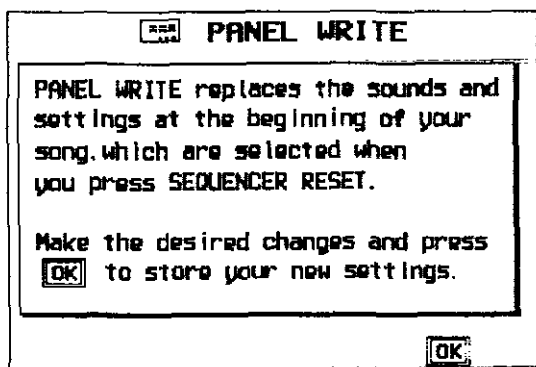 PANEL WRITE
PANEL WRITE replaces the sounds and
settings at the beginning of your
song.which are selected when
you press SEQUENCER RESET.
Make the desired changes and press
OK to store your new settings.
OK